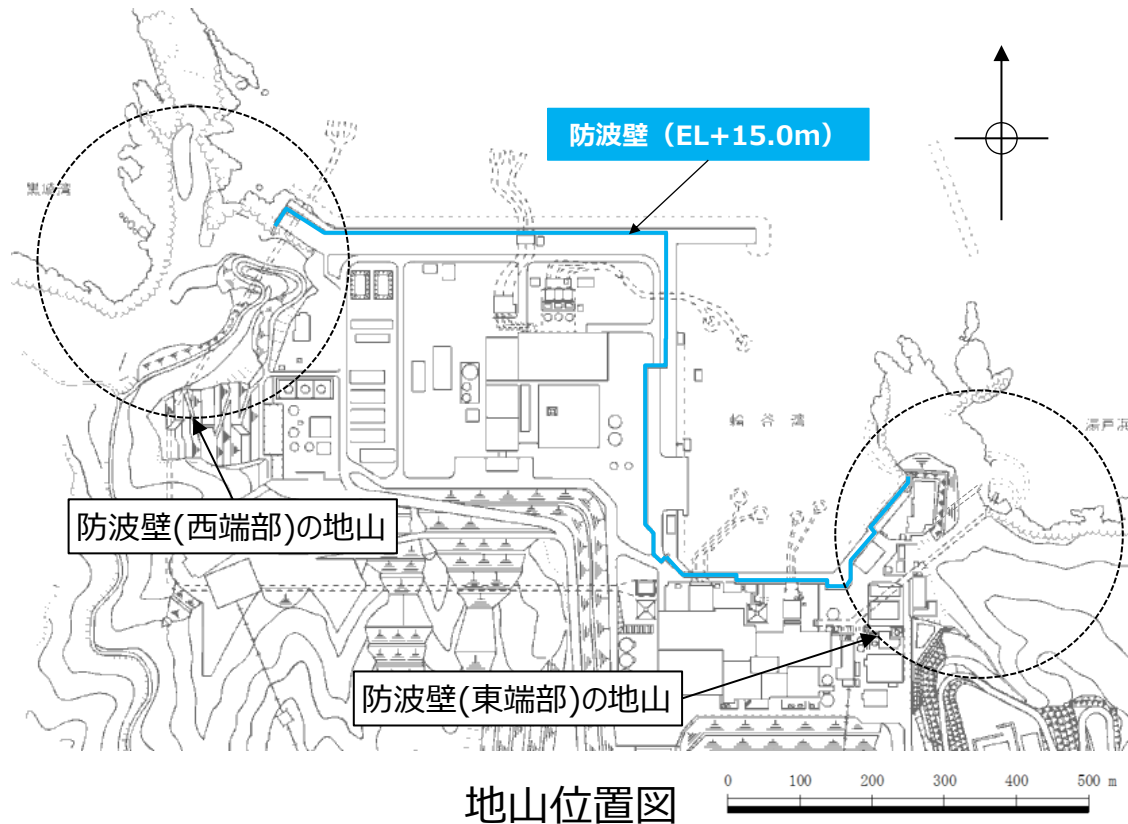 防波壁（EL+15.0m）
輪谷湾
防波壁(西端部)の地山
防波壁(東端部)の地山
地山位置図
0 100 200 300 400 500 m